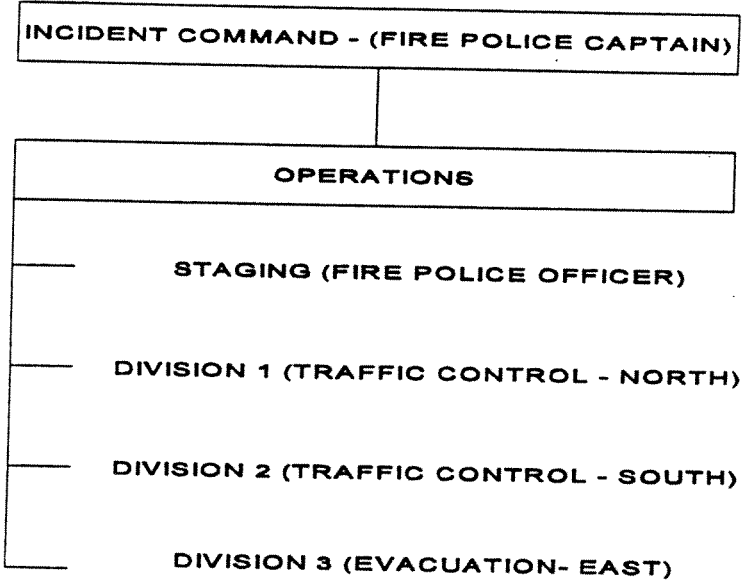 INCIDENT COMMAND - (FIRE POLICE CAPTAIN)
OPERATIONS
STAGING (FIRE POLICE OFFICER)
DIVISION 1 (TRAFFIC CONTROL - NORTH)
DIVISION 2 (TRAFFIC CONTROL - SOUTH)
DIVISION 3 (EVACUATION- EAST)